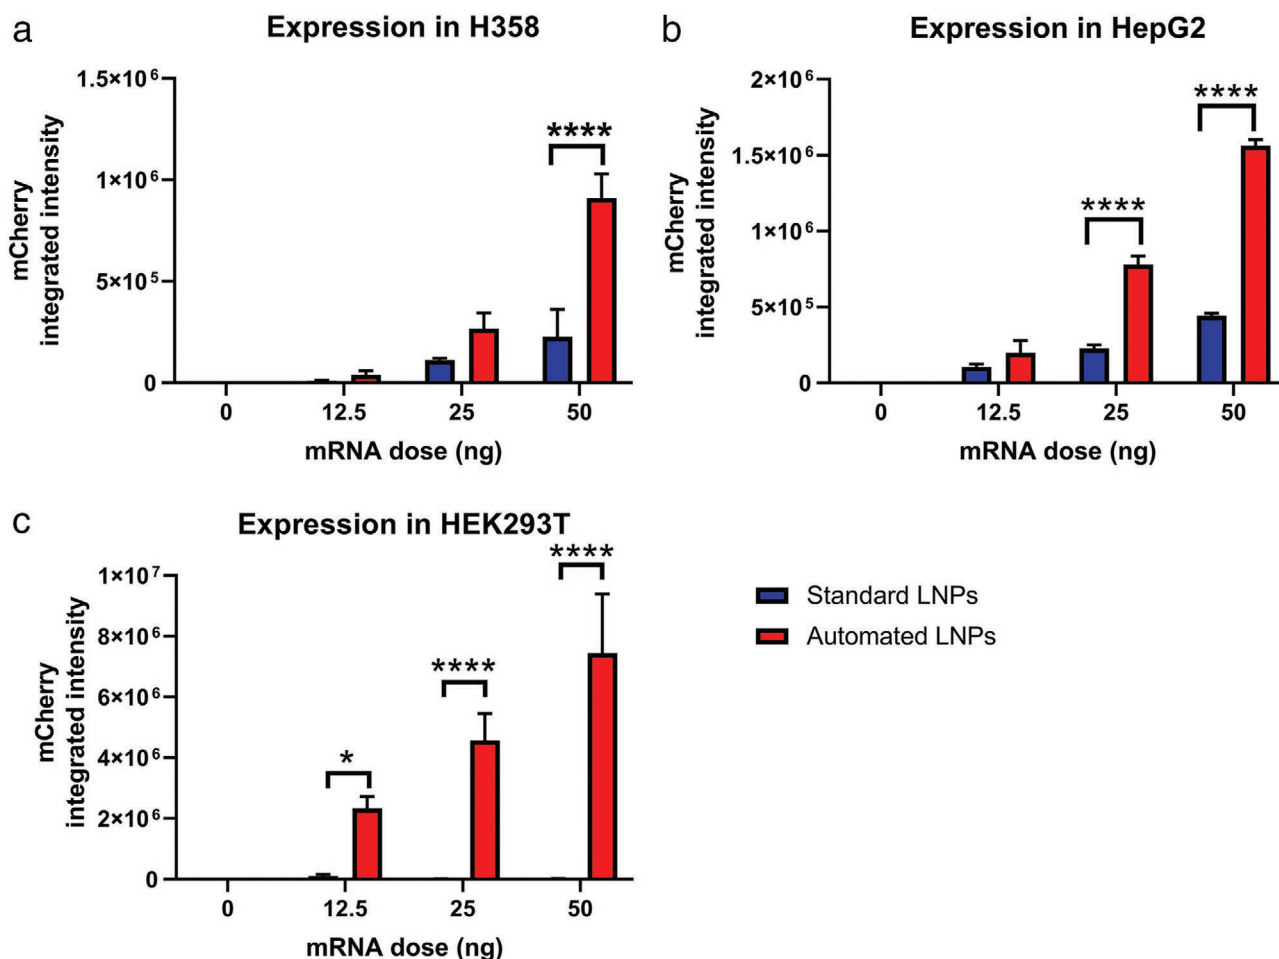 a
Expression in H358
mCherry
integrated intensity
1.5×10⁶
1×10⁶
5×10⁵
0
****
0 12.5 25 50
mRNA dose (ng)
b
Expression in HepG2
mCherry
integrated intensity
2×10⁶
1.5×10⁶
1×10⁶
5×10⁵
0
****
****
0 12.5 25 50
mRNA dose (ng)
c
Expression in HEK293T
mCherry
integrated intensity
1×10⁷
8×10⁶
6×10⁶
4×10⁶
2×10⁶
0
*
****
****
0 12.5 25 50
mRNA dose (ng)
Standard LNPs
Automated LNPs